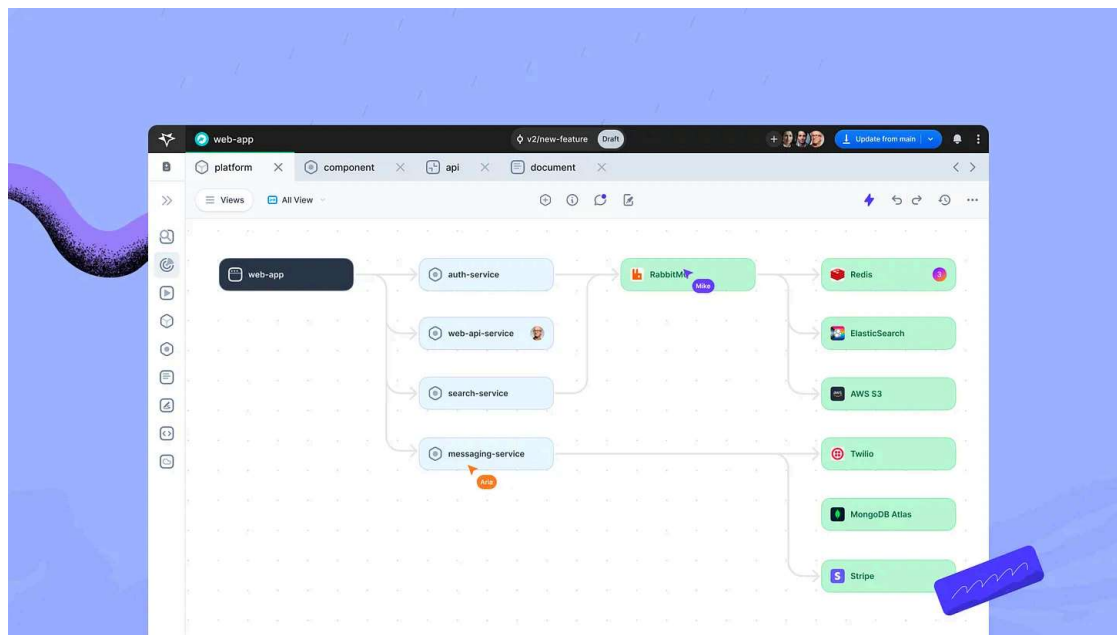 web-app
v2/new-feature
Draft
Update from main
platform
component
api
document
Views
All View
web-app
auth-service
RabbitM
Mike
Redis
3
web-api-service
ElasticSearch
search-service
AWS S3
messaging-service
Arie
Twilio
MongoDB Atlas
Stripe